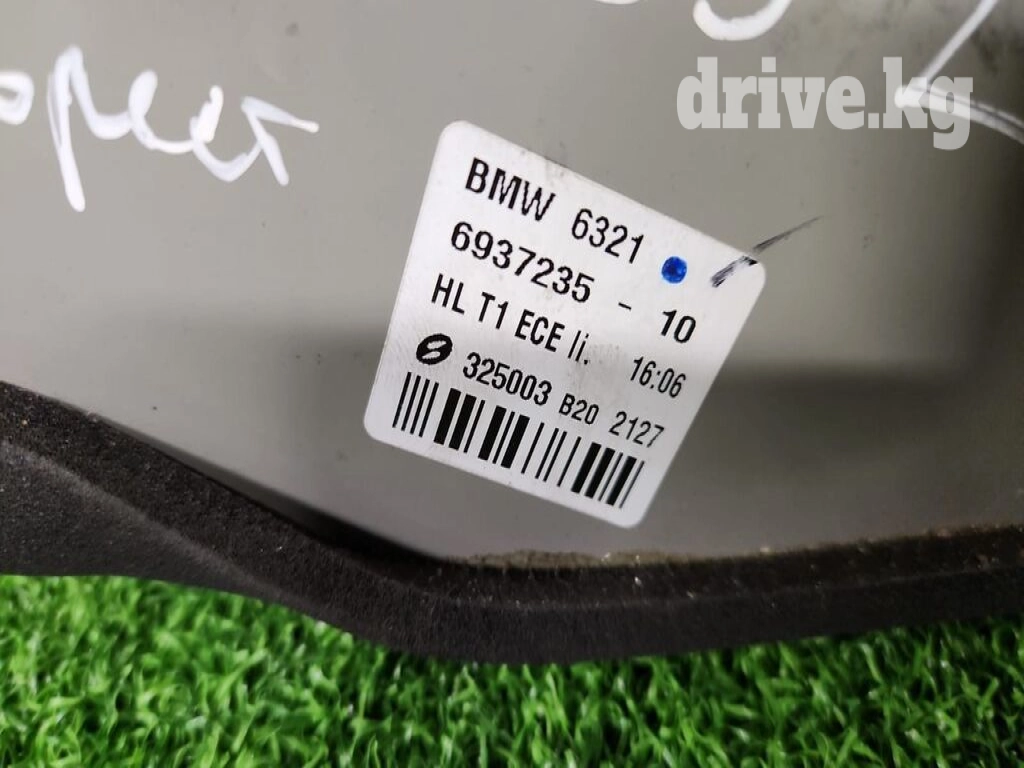 drive.kg
BMW 6321
6937235 - 10
HL T1 ECE li. 16:06
325003 B20 2127